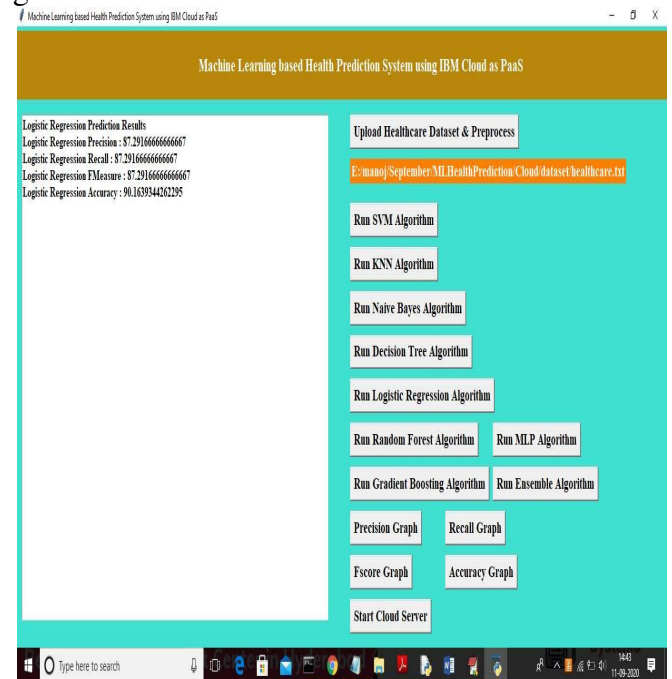 Machine Learning based Health Prediction System using IBM Cloud as PaaS
Machine Learning based Health Prediction System using IBM Cloud as PaaS
Logistic Regression Prediction Results
Logistic Regression Precision : 87.29166666666667
Logistic Regression Recall : 87.29166666666667
Logistic Regression FMeasure : 87.29166666666667
Logistic Regression Accuracy : 90.1639344262295
Upload Healthcare Dataset & Preprocess
E:/manoj/September/MLHealthPrediction/Cloud/dataset/healthcare.txt
Run SVM Algorithm
Run KNN Algorithm
Run Naive Bayes Algorithm
Run Decision Tree Algorithm
Run Logistic Regression Algorithm
Run Random Forest Algorithm Run MLP Algorithm
Run Gradient Boosting Algorithm Run Ensemble Algorithm
Precision Graph Recall Graph
Fscore Graph Accuracy Graph
Start Cloud Server
Type here to search
14:43
11-09-2020